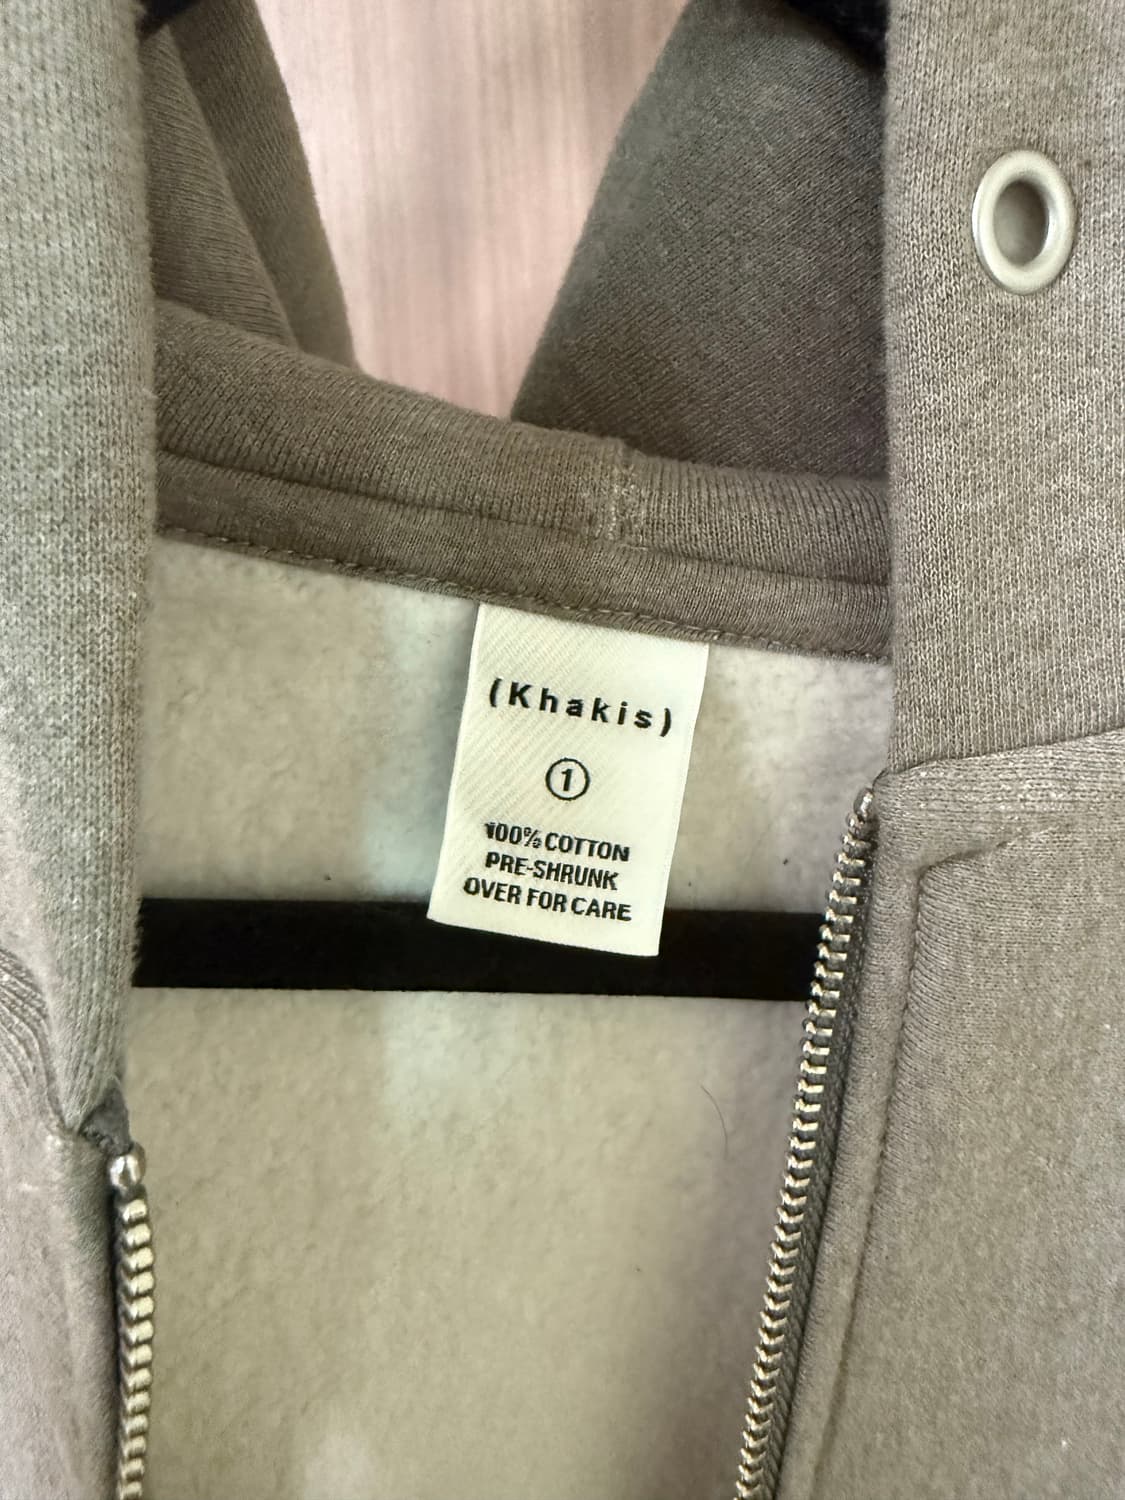 (Khakis)
1
100% COTTON
PRE-SHRUNK
OVER FOR CARE